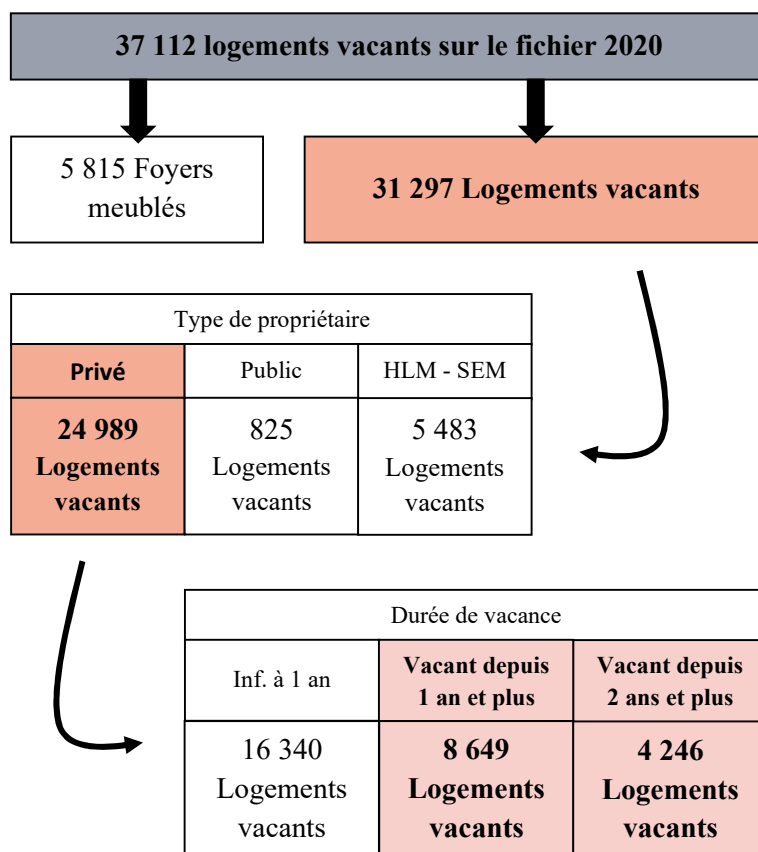 37 112 logements vacants sur le fichier 2020
5 815 Foyers
meublés
31 297 Logements vacants
Type de propriétaire
Privé
Public
HLM - SEM
24 989
Logements
vacants
825
Logements
vacants
5 483
Logements
vacants
Durée de vacance
Inf. à 1 an
Vacant depuis
1 an et plus
Vacant depuis
2 ans et plus
16 340
Logements
vacants
8 649
Logements
vacants
4 246
Logements
vacants